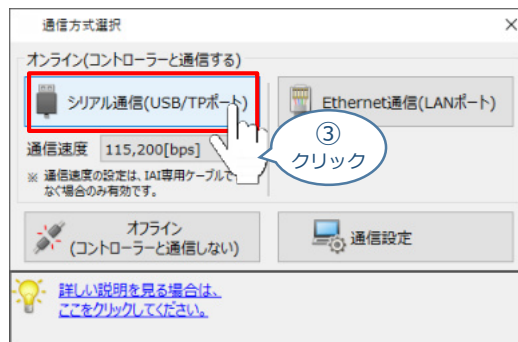 通信方式選択
オンライン(コントローラーと通信する)
シリアル通信(USB/TPポート)
Ethernet通信(LANポート)
通信速度 115,200[bps]
③
クリック
※ 通信速度の設定は、IAI専用ケーブルで
なぐ場合のみ有効です。
オフライン
(コントローラーと通信しない)
通信設定
詳しい説明を見る場合は、
ここをクリックしてください。